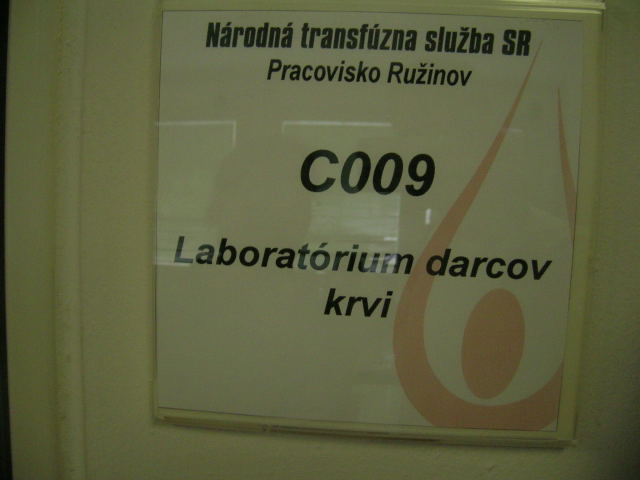 Národná transfúzna služba SR
Pracovisko Ružinov
C009
Laboratórium darcov
krvi